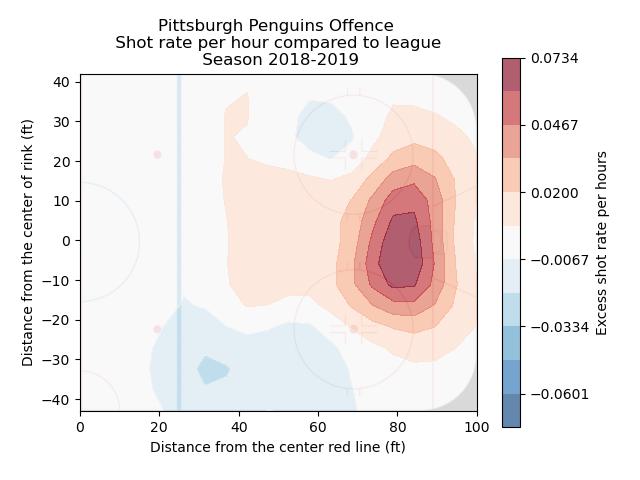 Pittsburgh Penguins Offence
Shot rate per hour compared to league
Season 2018-2019
40
30
20
10
0
−10
−20
−30
−40
Distance from the center of rink (ft)
0 20 40 60 80 100
Distance from the center red line (ft)
0.0734
0.0467
0.0200
−0.0067
−0.0334
−0.0601
Excess shot rate per hours